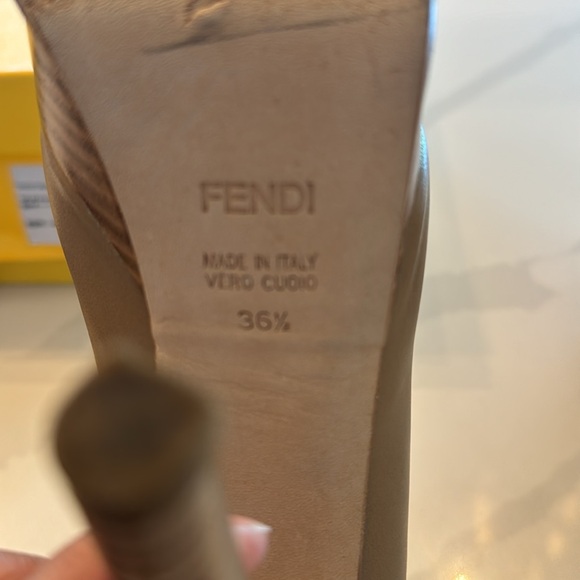 FENDI
MADE IN ITALY
VERO CUOIO
36½